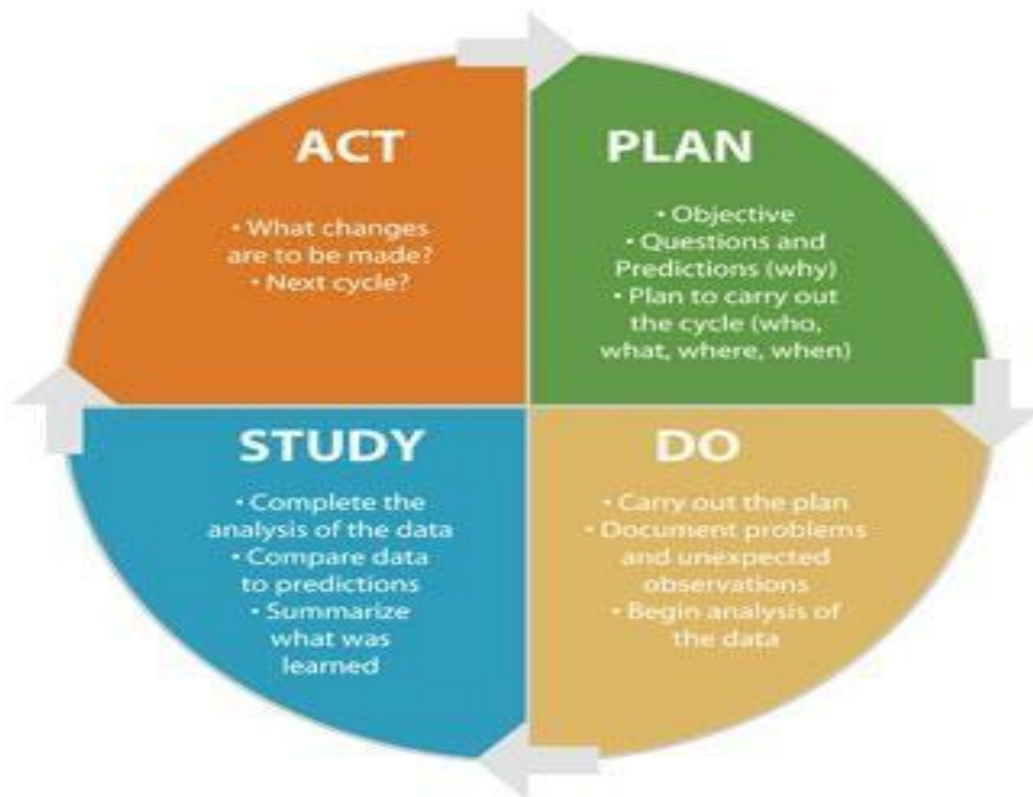 ACT
• What changes
are to be made?
• Next cycle?
PLAN
• Objective
• Questions and
Predictions (why)
• Plan to carry out
the cycle (who,
what, where, when)
STUDY
• Complete the
analysis of the data
• Compare data
to predictions
• Summarize
what was
learned
DO
• Carry out the plan
• Document problems
and unexpected
observations
• Begin analysis of
the data